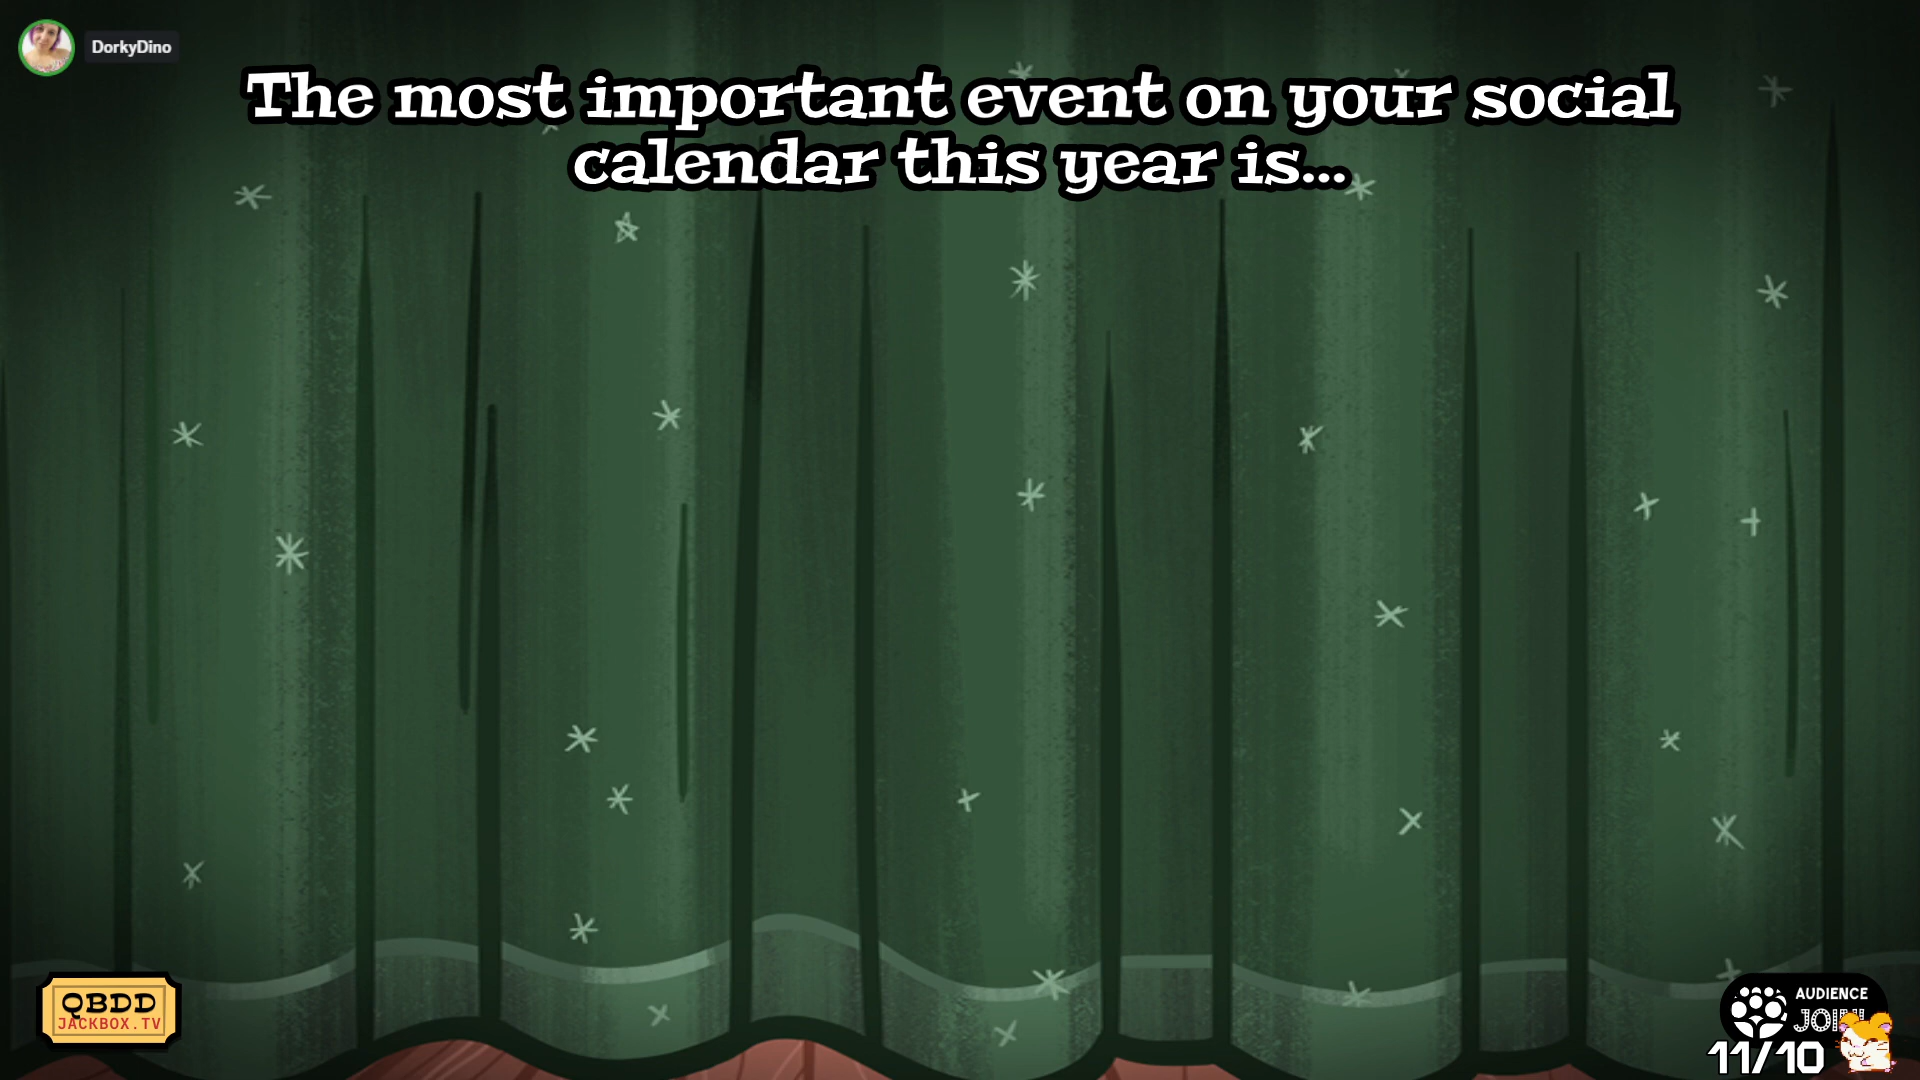 DorkyDino
The most important event on your social
calendar this year is...
QBDD
JACKBOX.TV
AUDIENCE
11/10